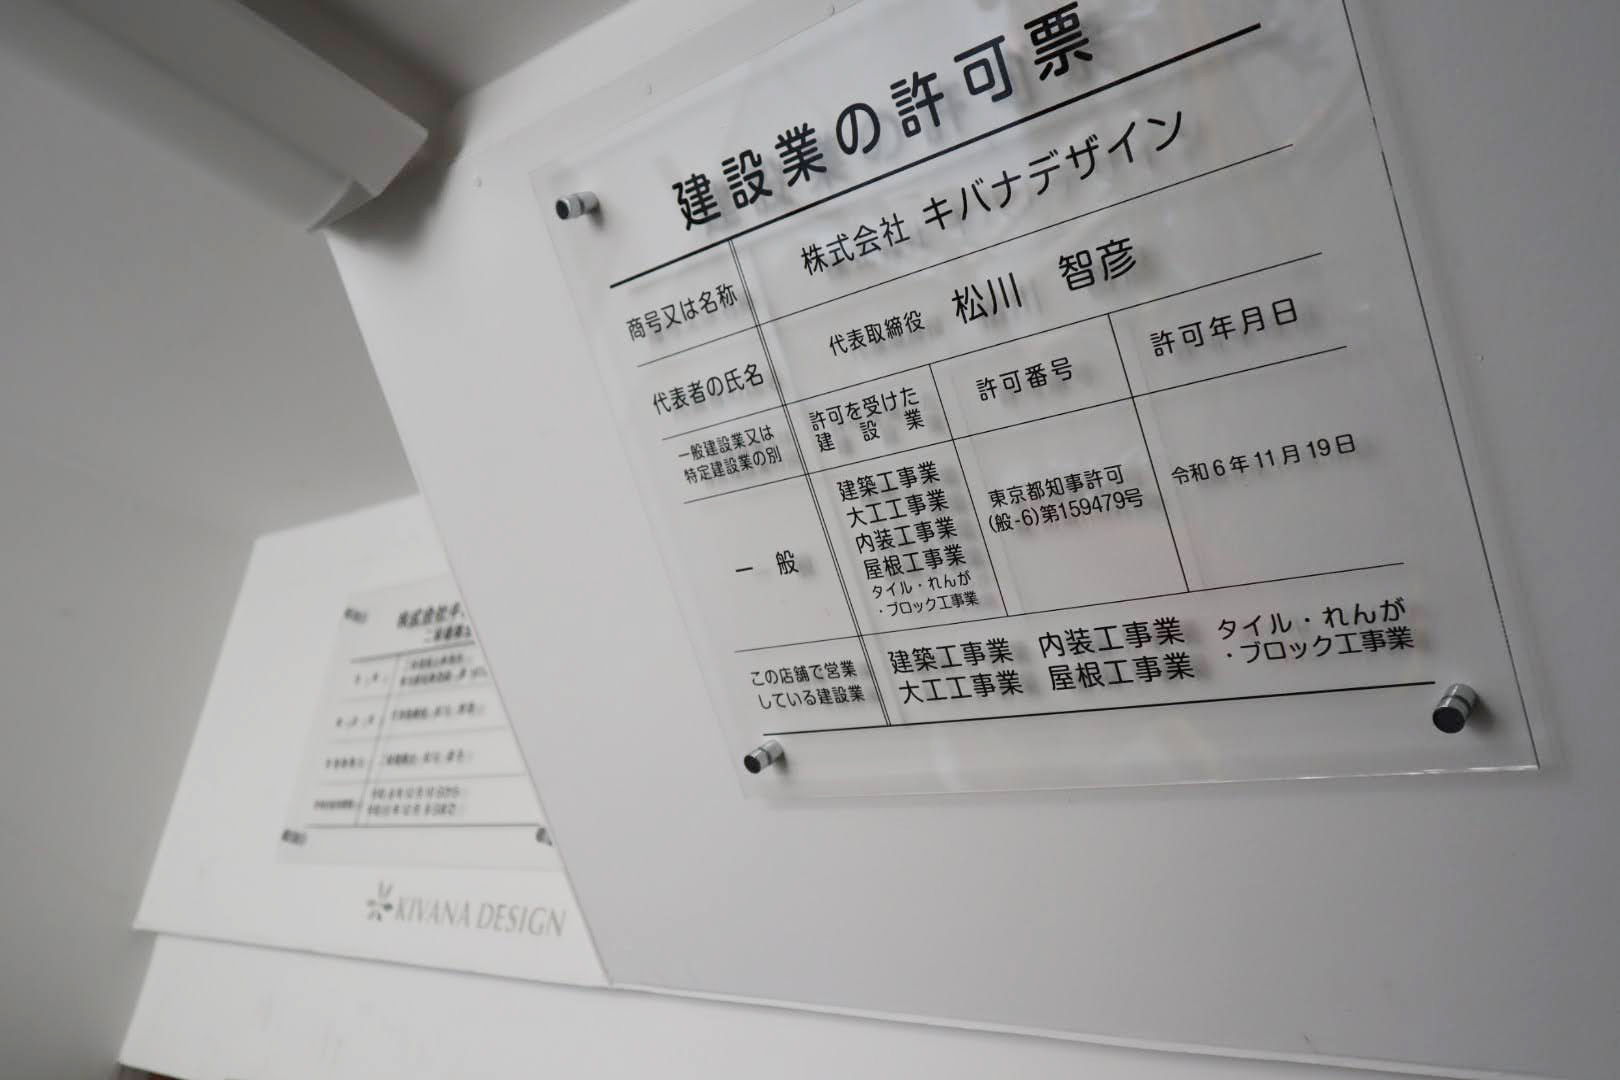 建設業の許可票
商号又は名称
株式会社 キバナデザイン
代表者の氏名
代表取締役 松川 智彦
一般建設業又は
特定建設業の別
許可を受けた
建設業
許可番号
許可年月日
一般
建築工事業
大工工事業
内装工事業
屋根工事業
タイル・れんが
・ブロック工事業
東京都知事許可
(般-6)第159479号
令和6年11月19日
この店舗で営業
している建設業
建築工事業 内装工事業 タイル・れんが
大工工事業 屋根工事業 ・ブロック工事業
KIVANA DESIGN